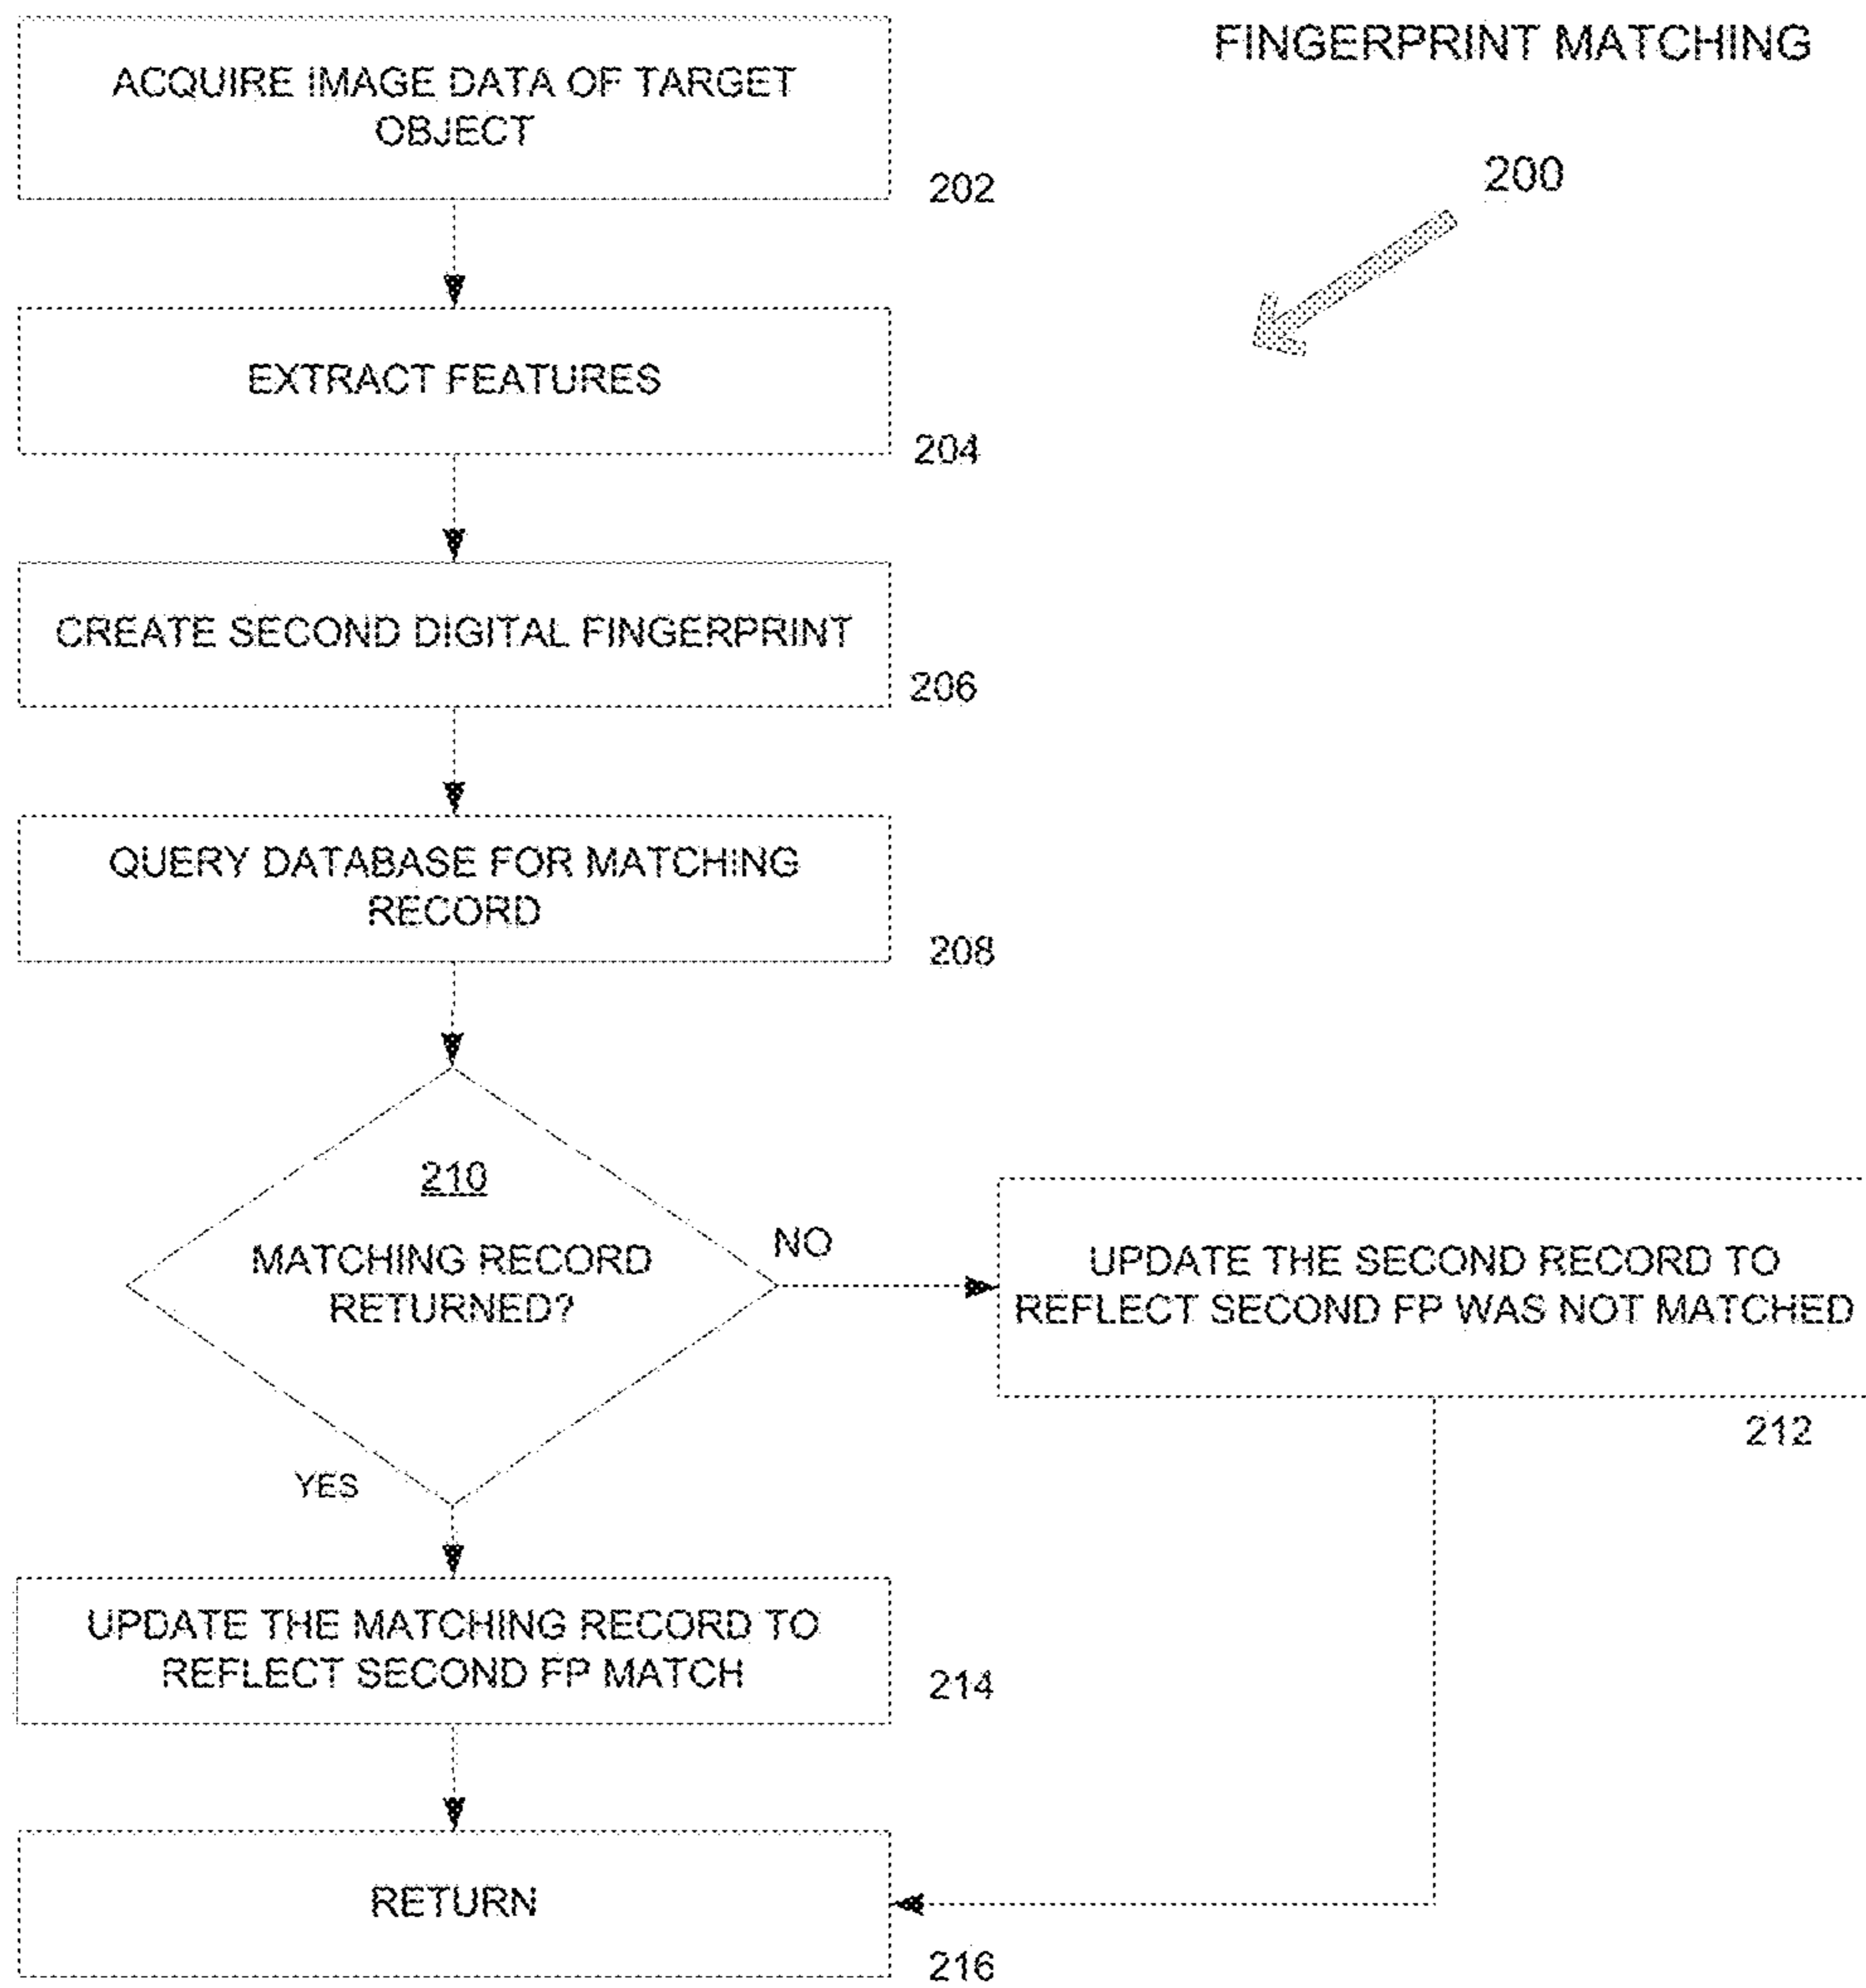 FINGERPRINT MATCHING
200
ACQUIRE IMAGE DATA OF TARGET
OBJECT
202
EXTRACT FEATURES
204
CREATE SECOND DIGITAL FINGERPRINT
206
QUERY DATABASE FOR MATCHING
RECORD
208
210
MATCHING RECORD
RETURNED?
NO
UPDATE THE SECOND RECORD TO
REFLECT SECOND FP WAS NOT MATCHED
212
YES
UPDATE THE MATCHING RECORD TO
REFLECT SECOND FP MATCH
214
RETURN
216